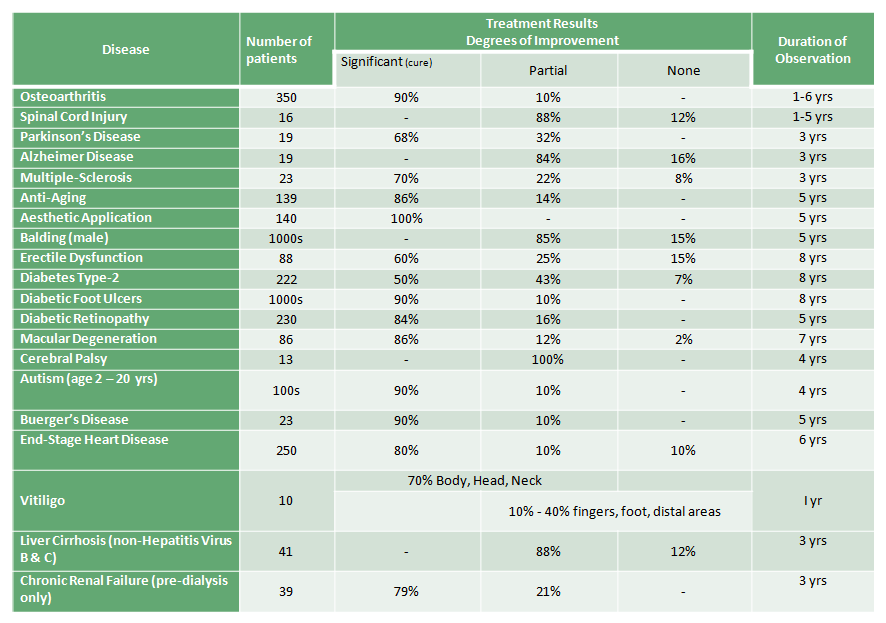 Disease Number of patients Treatment Results Degrees of Improvement Duration of Observation
Significant (cure) Partial None
Osteoarthritis 350 90% 10% - 1-6 yrs
Spinal Cord Injury 16 - 88% 12% 1-5 yrs
Parkinson's Disease 19 68% 32% - 3 yrs
Alzheimer Disease 19 - 84% 16% 3 yrs
Multiple-Sclerosis 23 70% 22% 8% 3 yrs
Anti-Aging 139 86% 14% - 5 yrs
Aesthetic Application 140 100% - - 5 yrs
Balding (male) 1000s - 85% 15% 5 yrs
Erectile Dysfunction 88 60% 25% 15% 8 yrs
Diabetes Type-2 222 50% 43% 7% 8 yrs
Diabetic Foot Ulcers 1000s 90% 10% - 8 yrs
Diabetic Retinopathy 230 84% 16% - 5 yrs
Macular Degeneration 86 86% 12% 2% 7 yrs
Cerebral Palsy 13 - 100% - 4 yrs
Autism (age 2 – 20 yrs) 100s 90% 10% - 4 yrs
Buerger's Disease 23 90% 10% - 5 yrs
End-Stage Heart Disease 250 80% 10% 10% 6 yrs
Vitiligo 10 70% Body, Head, Neck I yr
10% - 40% fingers, foot, distal areas
Liver Cirrhosis (non-Hepatitis Virus B & C) 41 - 88% 12% 3 yrs
Chronic Renal Failure (pre-dialysis only) 39 79% 21% - 3 yrs